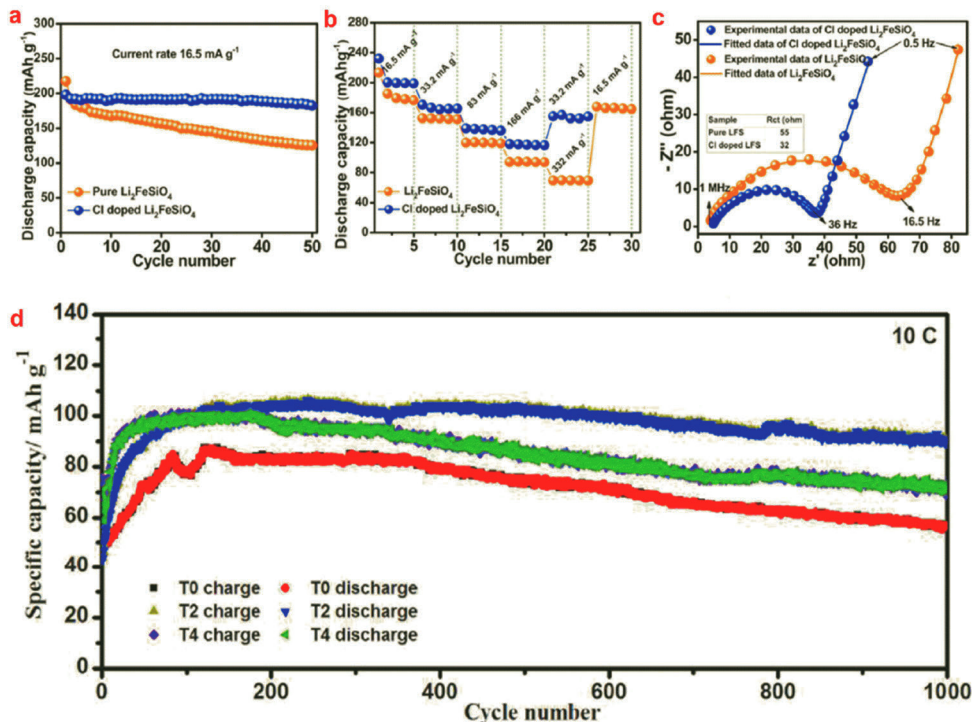 a
Discharge capacity (mAh g⁻¹)
300
250
200
150
100
50
0
Current rate 16.5 mA g⁻¹
Pure Li₂FeSiO₄
Cl doped Li₂FeSiO₄
0 10 20 30 40 50
Cycle number
b
Discharge capacity (mAhg⁻¹)
300
250
200
150
100
50
0
16.5 mA g⁻¹
33.2 mA g⁻¹
83 mA g⁻¹
166 mA g⁻¹
33.2 mA g⁻¹
332 mA g⁻¹
16.5 mA g⁻¹
Li₂FeSiO₄
Cl doped Li₂FeSiO₄
5 10 15 20 25 30
Cycle number
c
- Z'' (ohm)
50
40
30
20
10
0
Experimental data of Cl doped Li₂FeSiO₄
Fitted data of Cl doped Li₂FeSiO₄
Experimental data of Li₂FeSiO₄
Fitted data of Li₂FeSiO₄
0.5 Hz
Sample Rct (ohm
Pure LFS 55
Cl doped LFS 32
1 MHz
36 Hz
16.5 Hz
0 10 20 30 40 50 60 70 80
z' (ohm)
d
Specific capacity/ mAh g⁻¹
140
120
100
80
60
40
20
0
10 C
T0 charge T0 discharge
T2 charge T2 discharge
T4 charge T4 discharge
0 200 400 600 800 1000
Cycle number